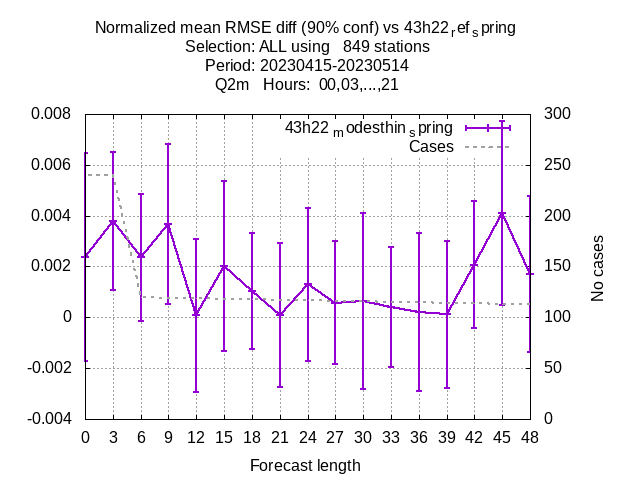 Normalized mean RMSE diff (90% conf) vs 43h22refspring
Selection: ALL using 849 stations
Period: 20230415-20230514
Q2m Hours: 00,03,...,21
43h22modesthinspring
Cases
0.008
0.006
0.004
0.002
0
-0.002
-0.004
300
250
200
150
100
50
0
No cases
0 3 6 9 12 15 18 21 24 27 30 33 36 39 42 45 48
Forecast length